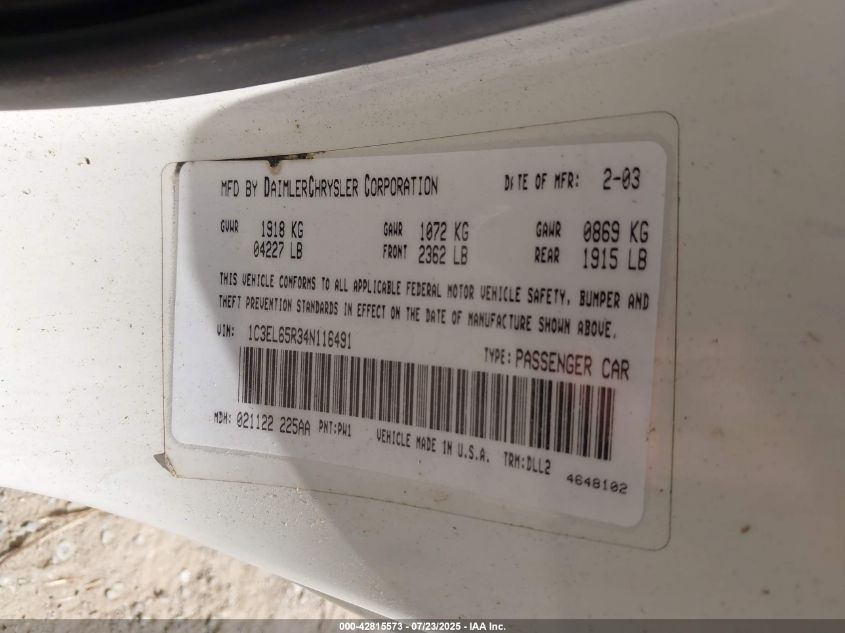 MFD BY DAIMLERCHRYSLER CORPORATION DATE OF MFR: 2-03
GVWR 1918 KG GAWR 1072 KG GAWR 0869 KG
04227 LB FRONT 2362 LB REAR 1915 LB
THIS VEHICLE CONFORMS TO ALL APPLICABLE FEDERAL MOTOR VEHICLE SAFETY, BUMPER AND
THEFT PREVENTION STANDARDS IN EFFECT ON THE DATE OF MANUFACTURE SHOWN ABOVE.
VIN: 1C3EL65R34N116491 TYPE: PASSENGER CAR
MDH: 021122 225AA PNT:PW1 VEHICLE MADE IN U.S.A. TRM:DLL2
4648102
000-42815573 - 07/23/2025 - IAA Inc.